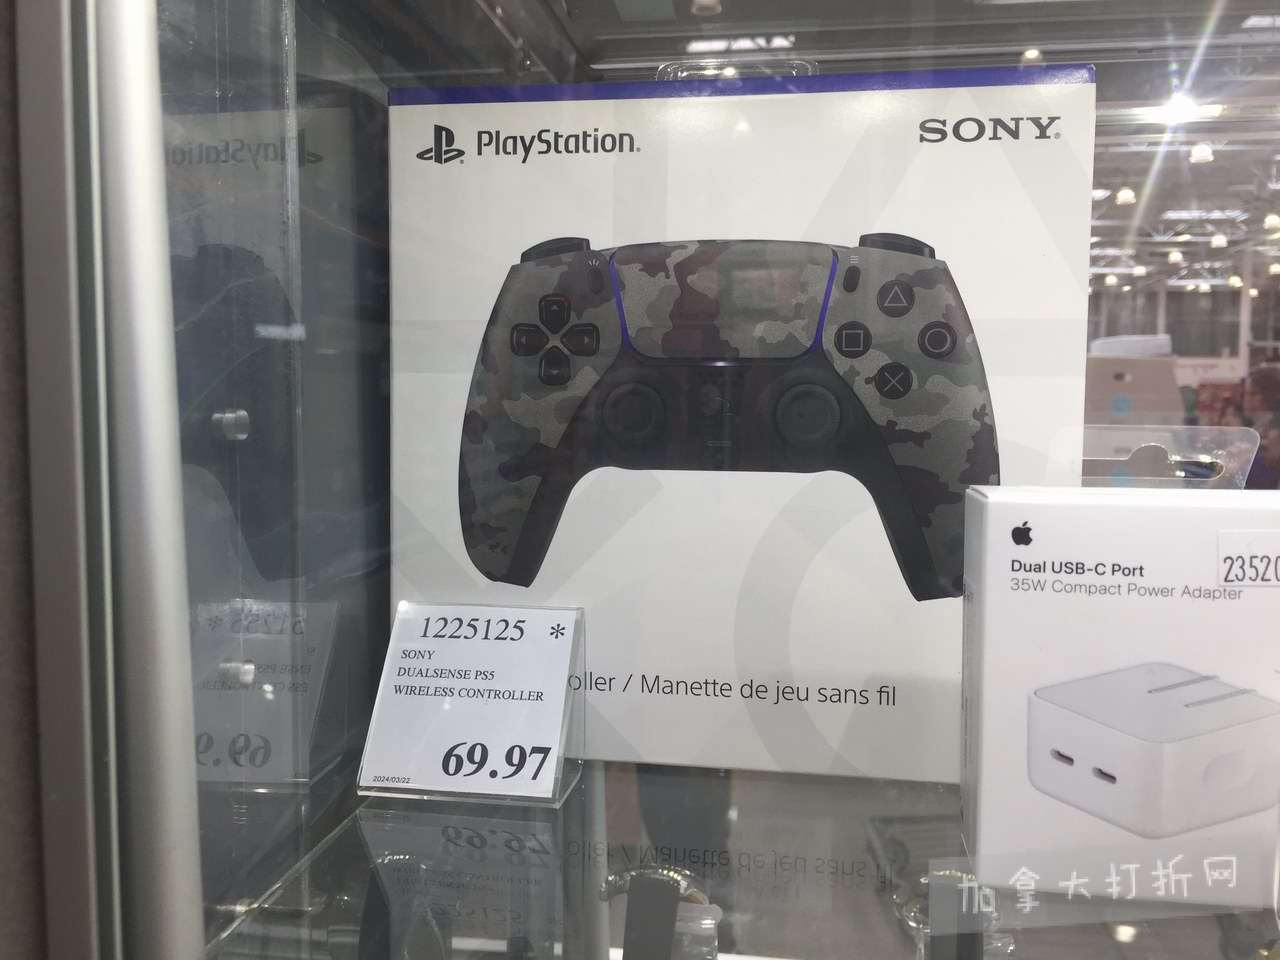 PlayStation®
SONY®
oller / Manette de jeu sans fil
1225125 *
SONY
DUALSENSE PS5
WIRELESS CONTROLLER
69.97
2024/03/22
Dual USB-C Port
35W Compact Power Adapter
23520
加拿大打折网